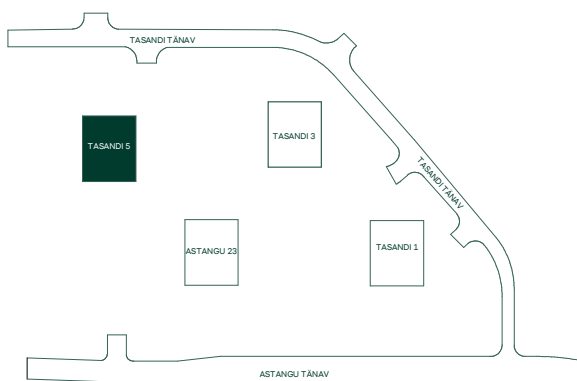 TASANDI TÄNAV
TASANDI 3
TASANDI 5
TASANDI TÄNAV
ASTANGU 23
TASANDI 1
ASTANGU TÄNAV